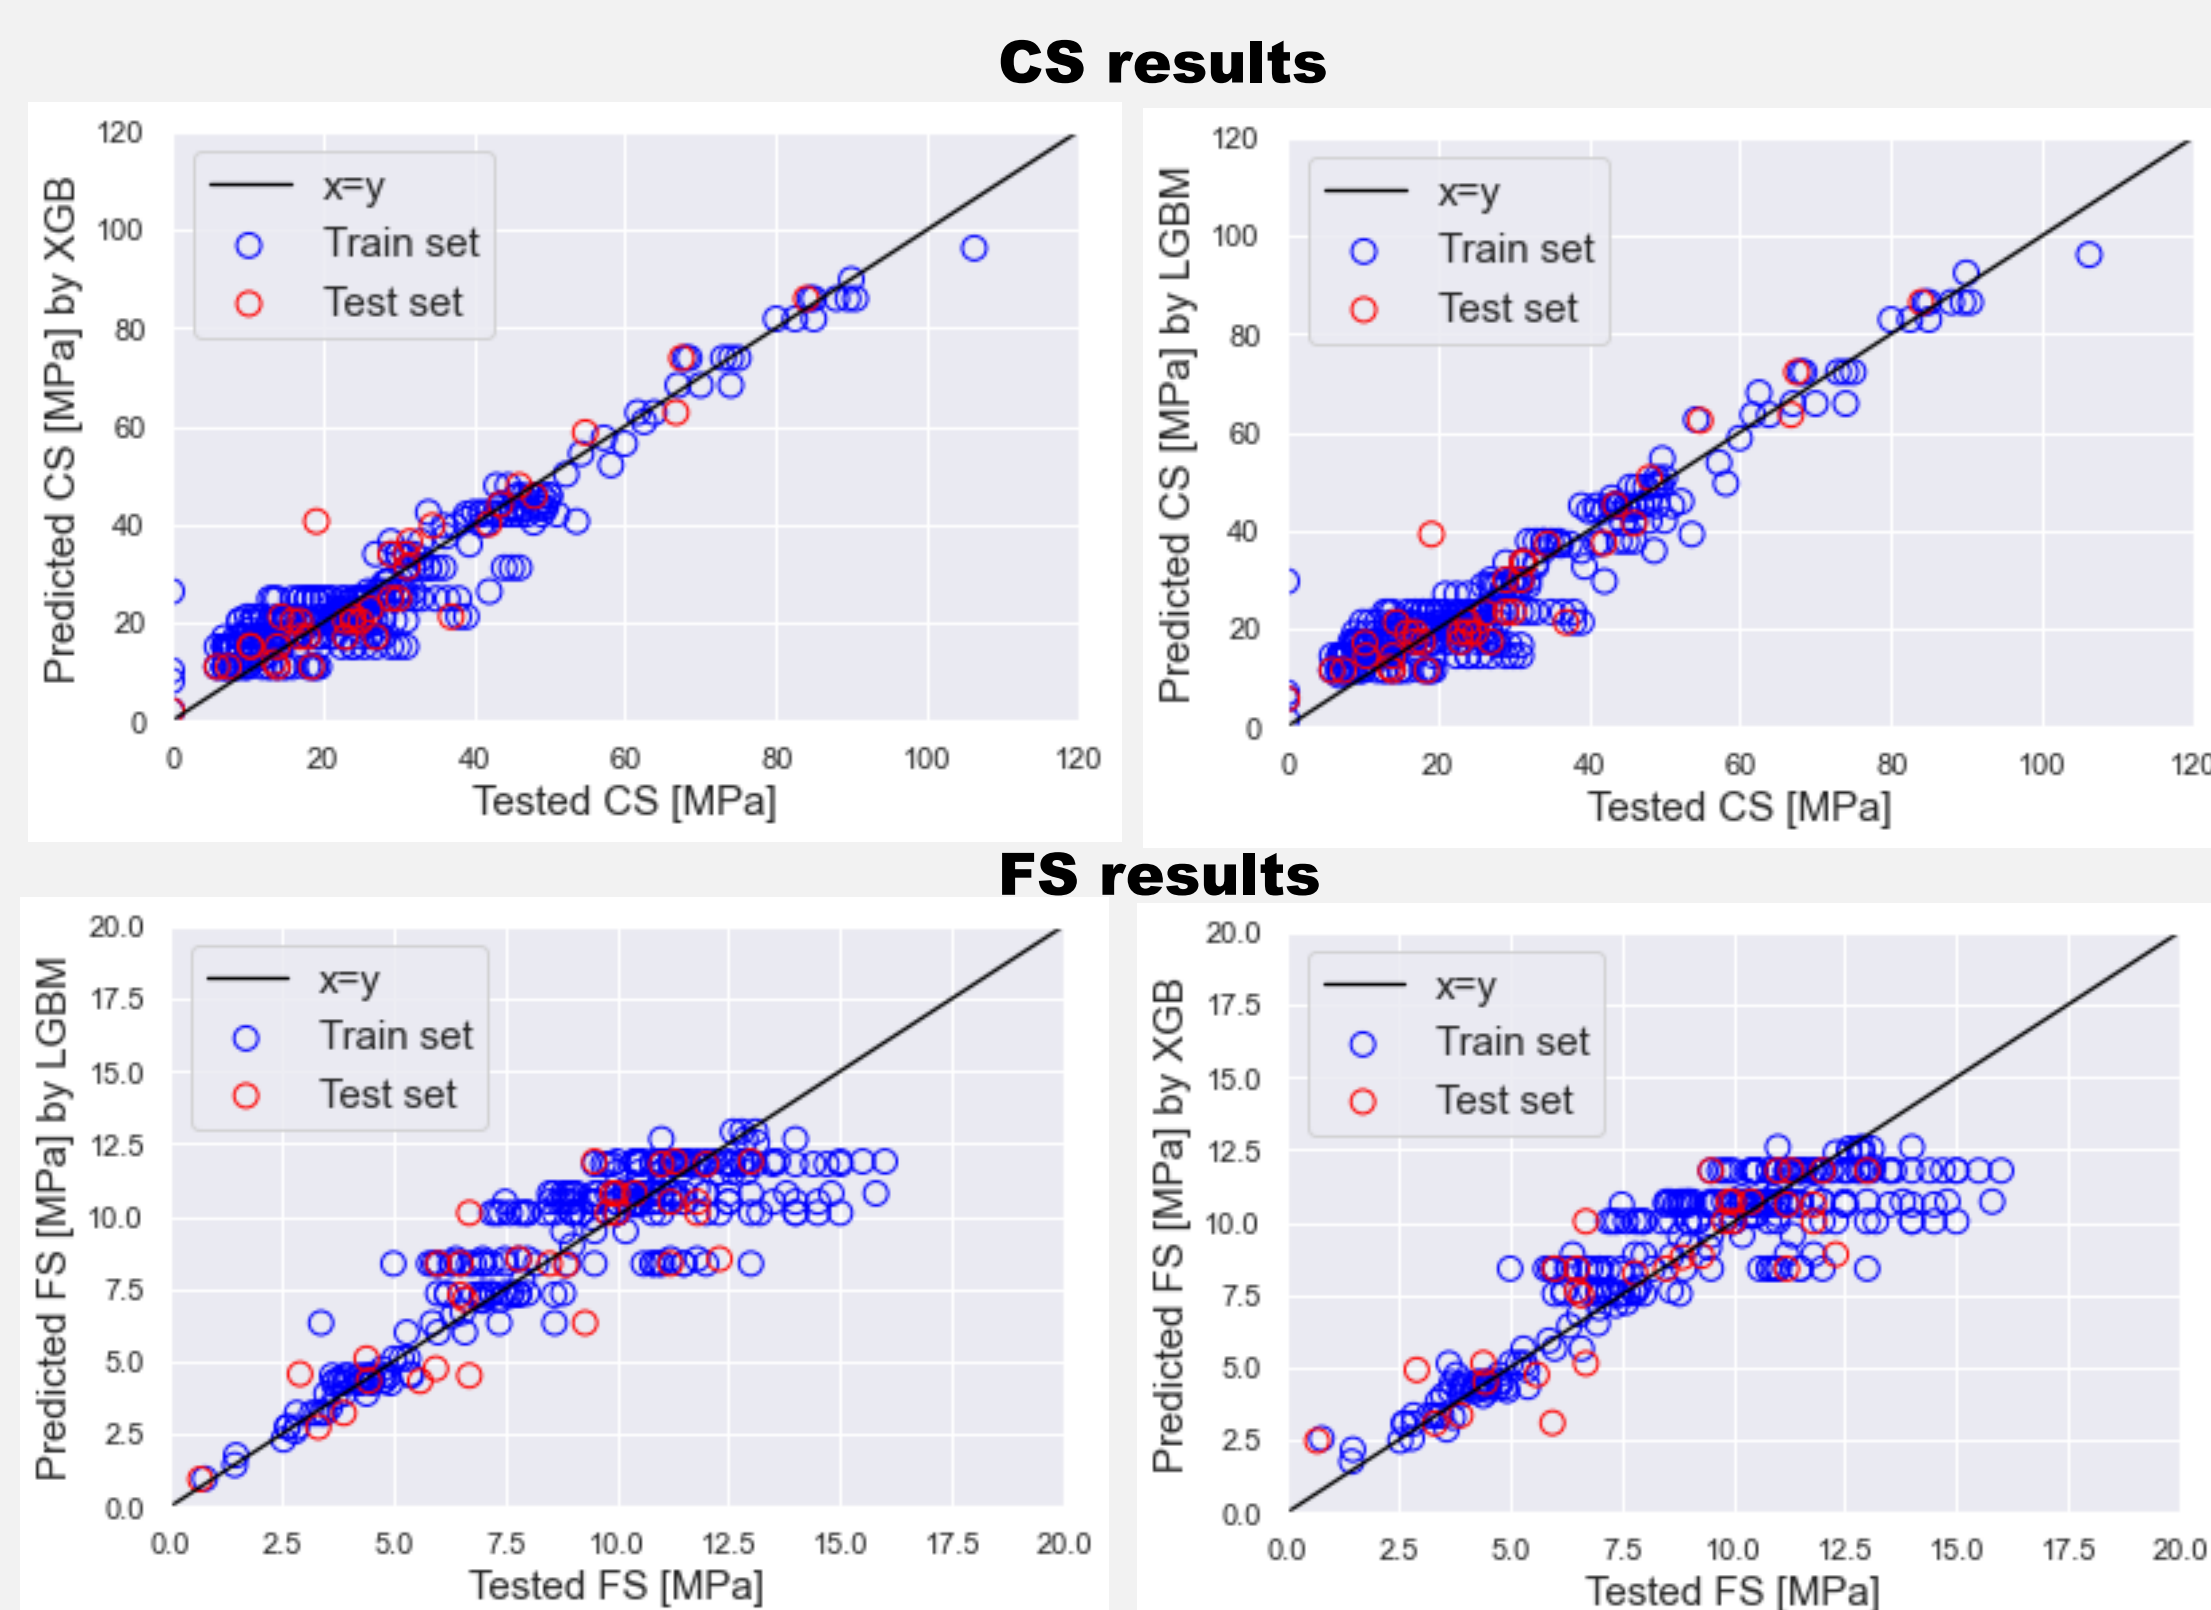 CS results
Predicted CS [MPa] by XGB
120
100
80
60
40
20
0
x=y
Train set
Test set
0 20 40 60 80 100 120
Tested CS [MPa]
Predicted CS [MPa] by LGBM
120
100
80
60
40
20
0
x=y
Train set
Test set
0 20 40 60 80 100 120
Tested CS [MPa]
FS results
Predicted FS [MPa] by LGBM
20.0
17.5
15.0
12.5
10.0
7.5
5.0
2.5
0.0
x=y
Train set
Test set
0.0 2.5 5.0 7.5 10.0 12.5 15.0 17.5 20.0
Tested FS [MPa]
Predicted FS [MPa] by XGB
20.0
17.5
15.0
12.5
10.0
7.5
5.0
2.5
0.0
x=y
Train set
Test set
0.0 2.5 5.0 7.5 10.0 12.5 15.0 17.5 20.0
Tested FS [MPa]